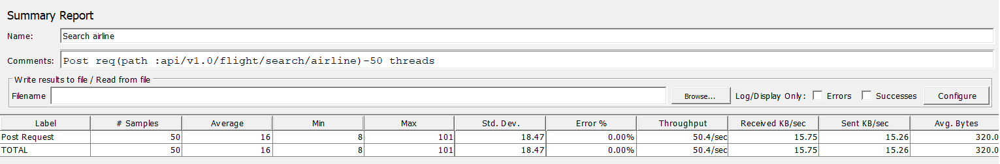 Summary Report
Name: Search airline
Comments: Post req(path :api/v1.0/flight/search/airline)-50 threads
Write results to file / Read from file
Filename Browse... Log/Display Only: Errors Successes Configure
Label # Samples Average Min Max Std. Dev. Error % Throughput Received KB/sec Sent KB/sec Avg. Bytes
Post Request 50 16 8 101 18.47 0.00% 50.4/sec 15.75 15.26 320.0
TOTAL 50 16 8 101 18.47 0.00% 50.4/sec 15.75 15.26 320.0